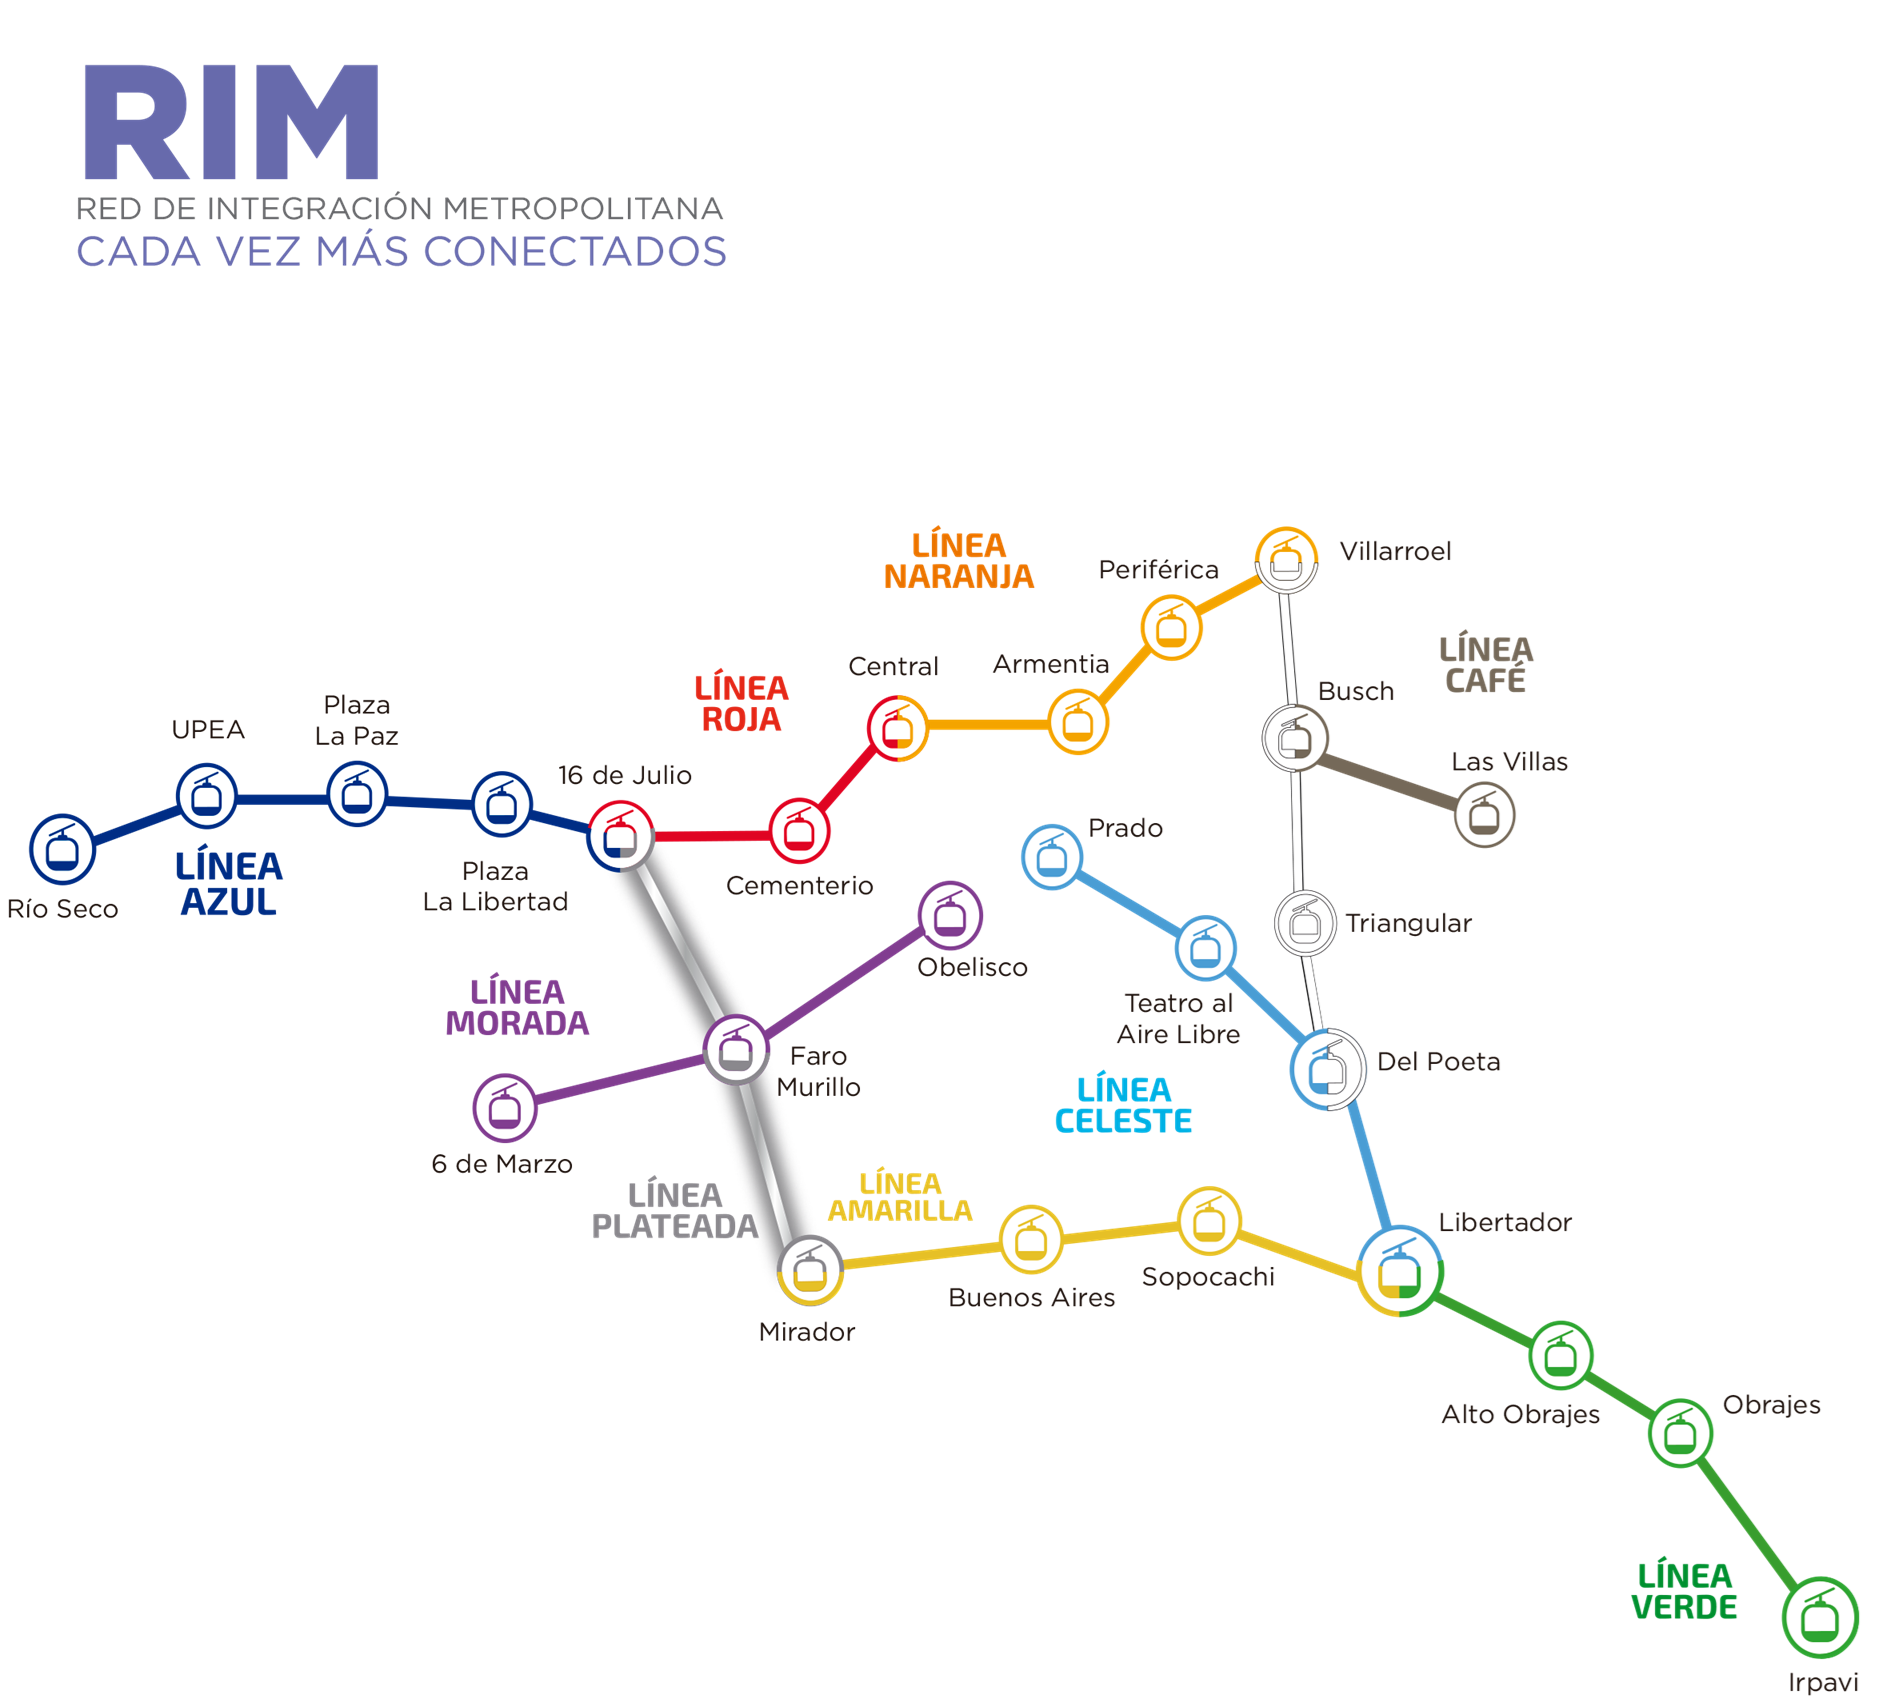 RIM
RED DE INTEGRACIÓN METROPOLITANA
CADA VEZ MÁS CONECTADOS
LÍNEA
NARANJA
Villarroel
Periférica
LÍNEA
CAFÉ
Central
Armentia
LÍNEA
ROJA
Busch
Plaza
La Paz
UPEA
Las Villas
16 de Julio
Prado
LÍNEA
AZUL
Plaza
La Libertad
Cementerio
Río Seco
Triangular
Obelisco
LÍNEA
MORADA
Teatro al
Aire Libre
Faro
Murillo
Del Poeta
LÍNEA
CELESTE
6 de Marzo
LÍNEA
PLATEADA
LÍNEA
AMARILLA
Libertador
Sopocachi
Buenos Aires
Mirador
Obrajes
Alto Obrajes
LÍNEA
VERDE
Irpavi